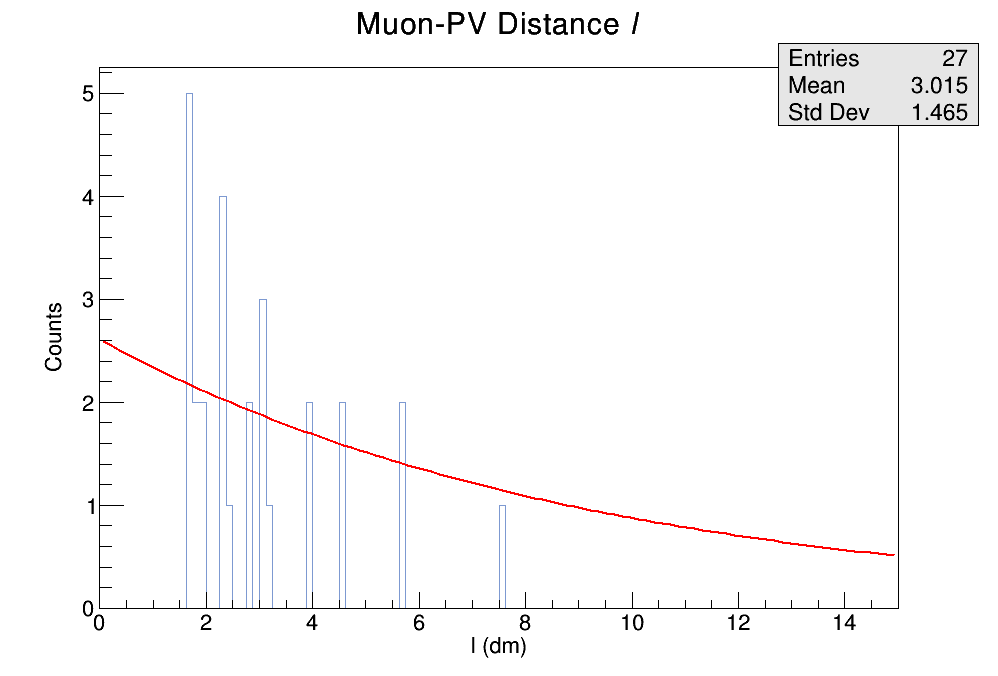 Muon-PV Distance l
Entries 27
Mean 3.015
Std Dev 1.465
5
4
3
2
1
0
Counts
0 2 4 6 8 10 12 14
l (dm)